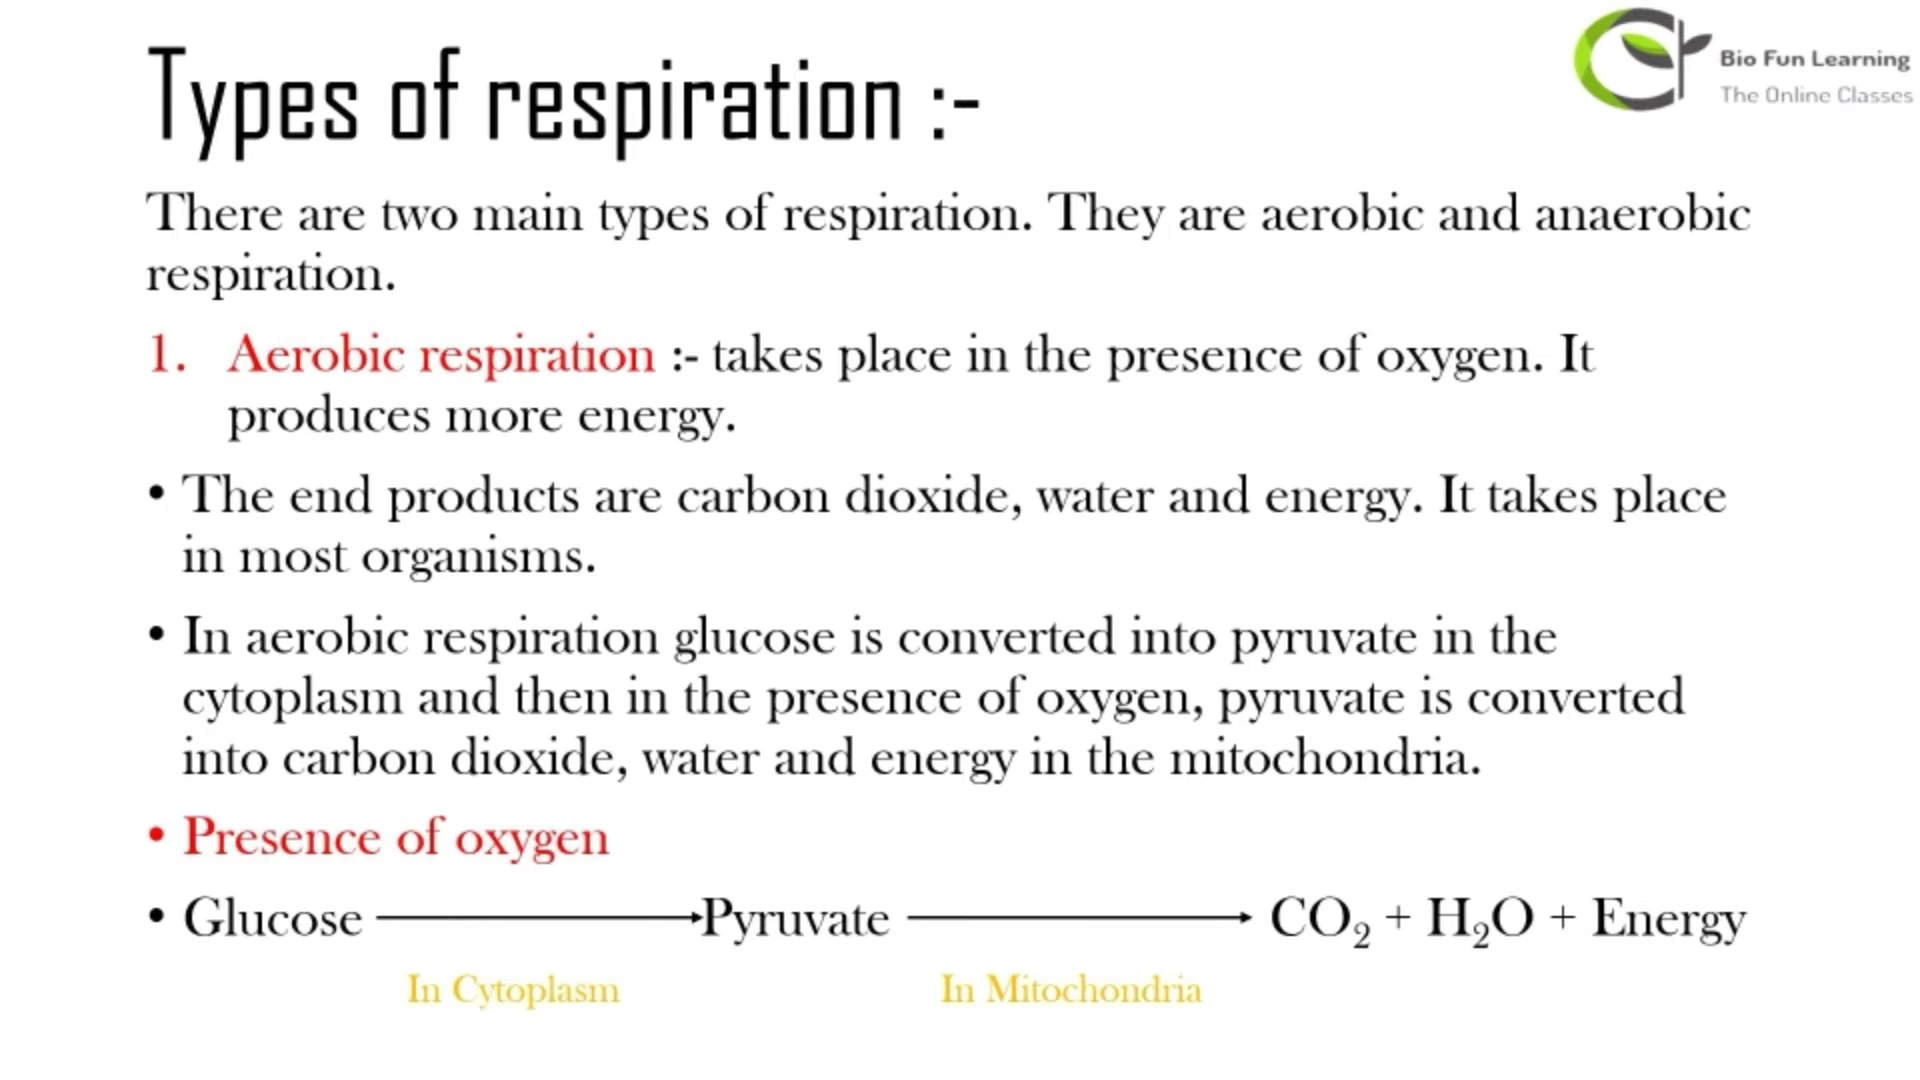 Types of respiration :-
Bio Fun Learning
The Online Classes
There are two main types of respiration. They are aerobic and anaerobic
respiration.
1. Aerobic respiration :- takes place in the presence of oxygen. It
produces more energy.
• The end products are carbon dioxide, water and energy. It takes place
in most organisms.
• In aerobic respiration glucose is converted into pyruvate in the
cytoplasm and then in the presence of oxygen, pyruvate is converted
into carbon dioxide, water and energy in the mitochondria.
• Presence of oxygen
• Glucose → Pyruvate → CO₂ + H₂O + Energy
In Cytoplasm In Mitochondria